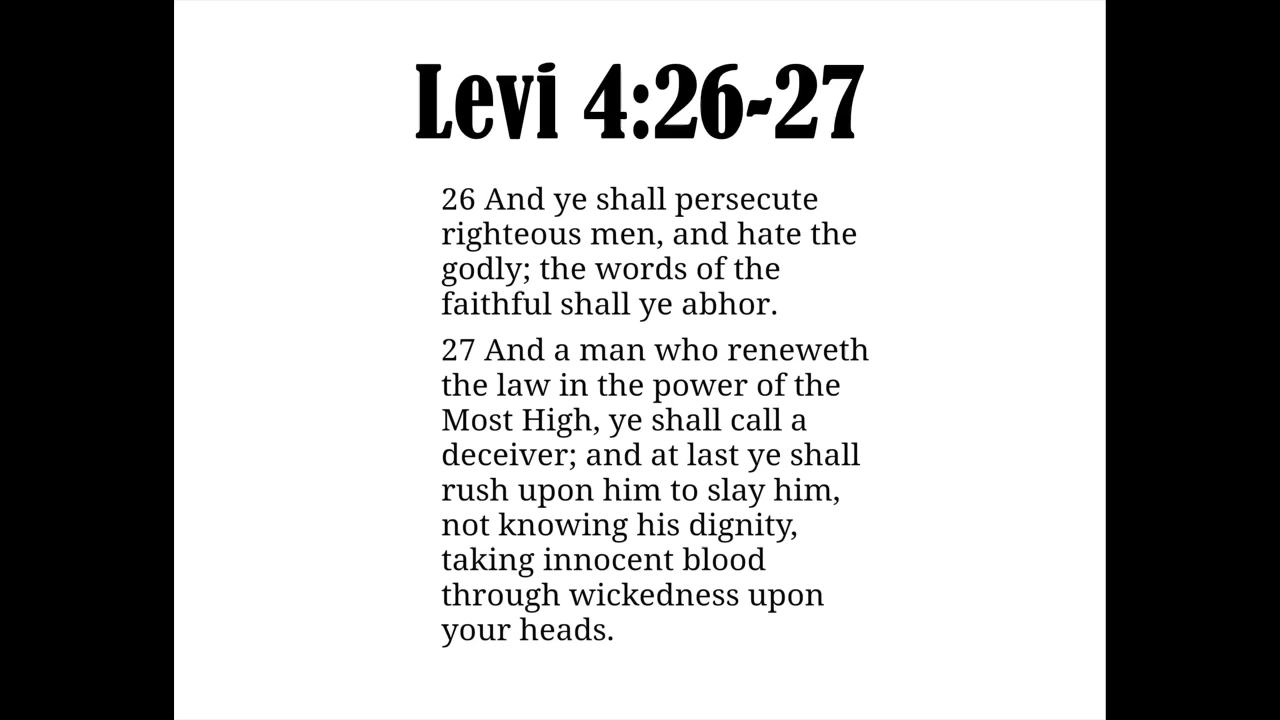 Levi 4:26-27
26 And ye shall persecute
righteous men, and hate the
godly; the words of the
faithful shall ye abhor.
27 And a man who reneweth
the law in the power of the
Most High, ye shall call a
deceiver; and at last ye shall
rush upon him to slay him,
not knowing his dignity,
taking innocent blood
through wickedness upon
your heads.